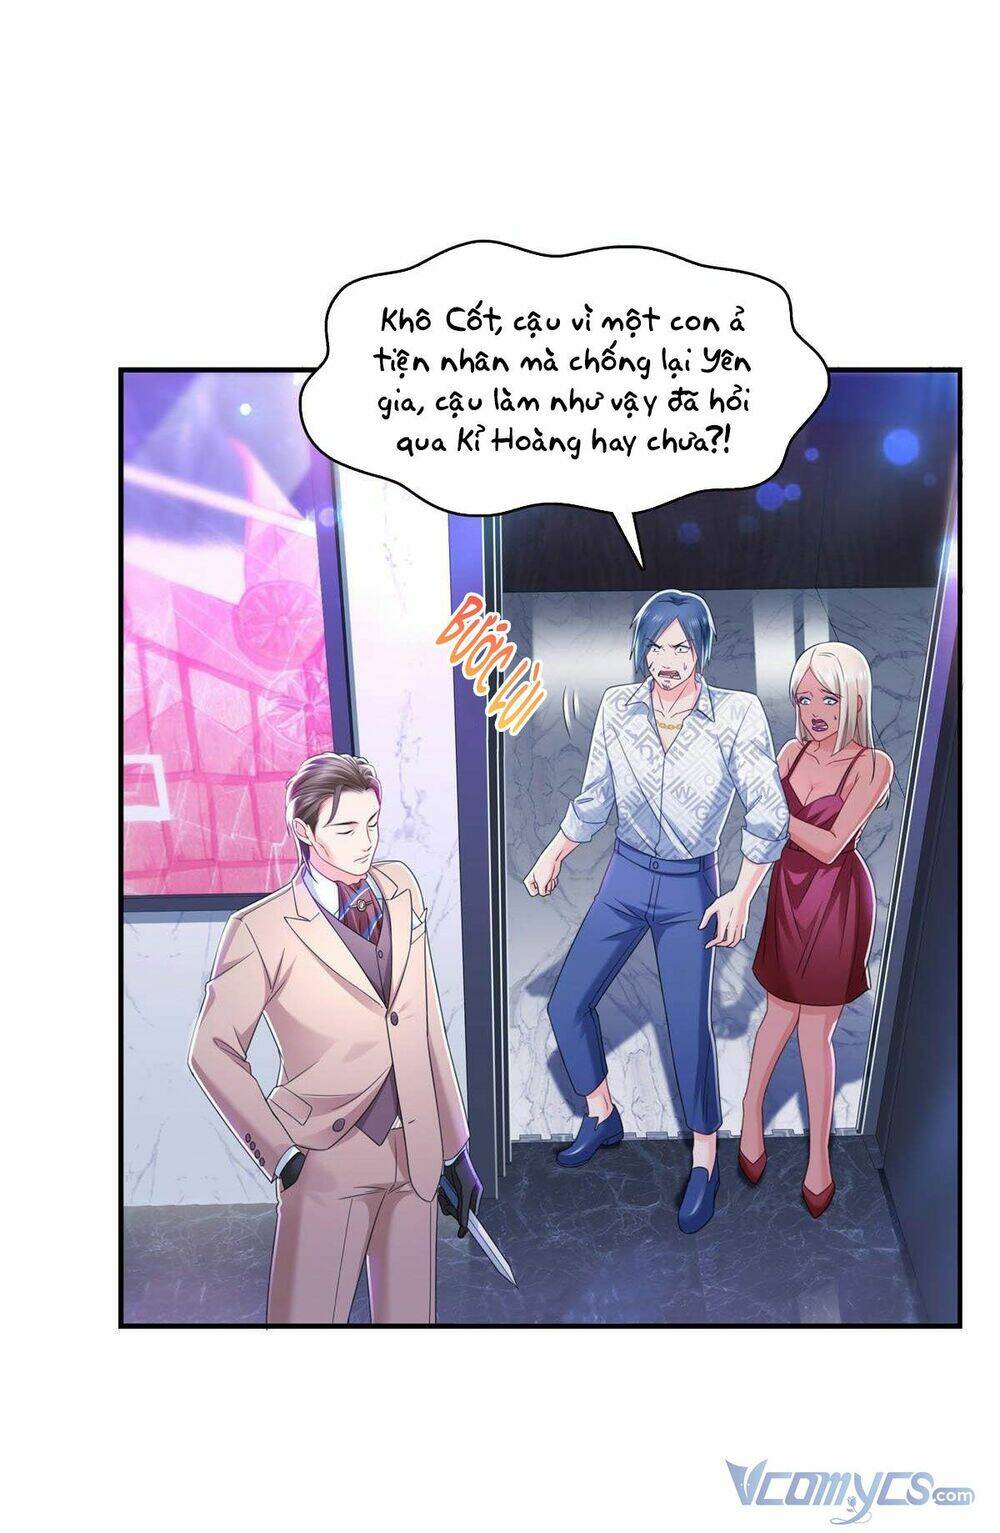 Khô Cốt, cậu vì một con ả
tiện nhân mà chống lại Yên
gia, cậu làm như vậy đã hỏi
qua Kỉ Hoàng hay chưa?!
BƯỚC LÙI
VCOMYCS.com